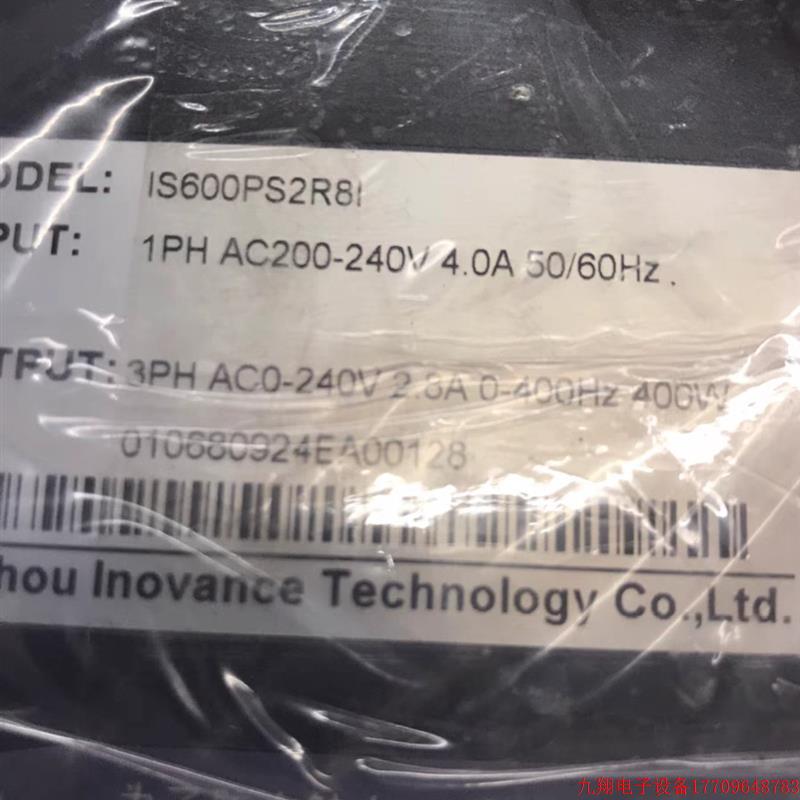 ODEL: IS600PS2R8I
PUT: 1PH AC200-240V 4.0A 50/60Hz .
TPUT: 3PH AC0-240V 2.8A 0-400Hz 400W
010680924EA00128
hou Inovance Technology Co.,Ltd.
九翔电子设备17709648783